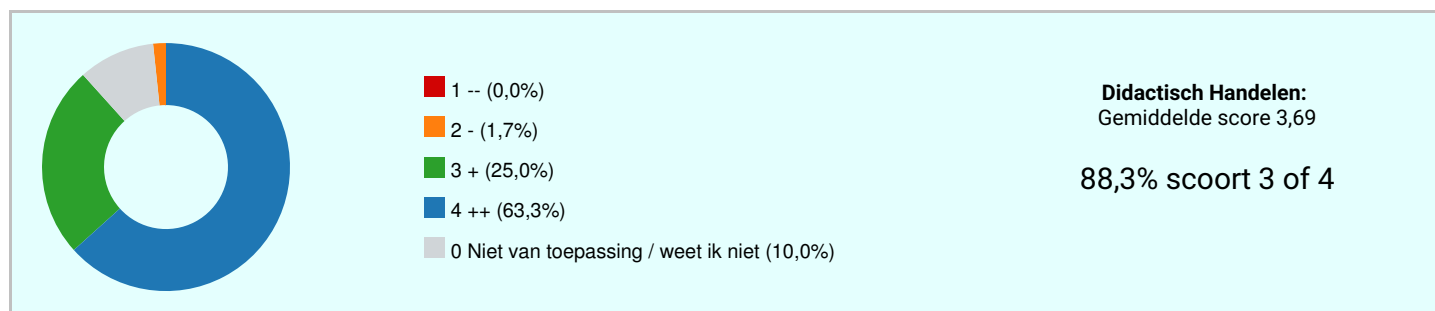 1 -- (0,0%)
2 - (1,7%)
3 + (25,0%)
4 ++ (63,3%)
0 Niet van toepassing / weet ik niet (10,0%)
Didactisch Handelen:
Gemiddelde score 3,69
88,3% scoort 3 of 4